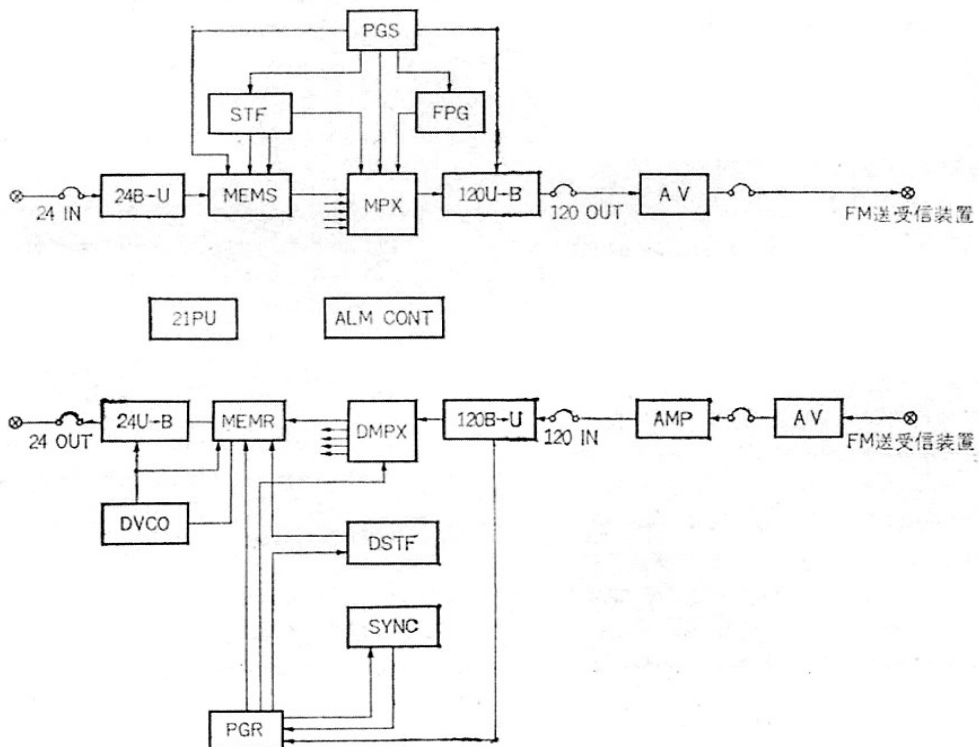 PGS
STF
FPG
24B→U
MEMS
MPX
120U→B
AV
24 IN
120 OUT
FM送受信装置
21PU
ALM CONT
24U→B
MEMR
DMPX
120B→U
AMP
AV
24 OUT
120 IN
FM送受信装置
DVCO
DSTF
SYNC
PGR